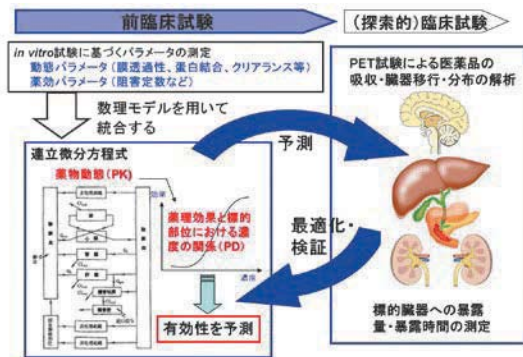 前臨床試験
(探索的)臨床試験
in vitro試験に基づくパラメータの測定
動態パラメータ(膜透過性、蛋白結合、クリアランス等)
薬効パラメータ(阻害定数など)
数理モデルを用いて
統合する
連立微分方程式
薬物動態(PK)
効果
薬理効果と標的
部位における濃
度の関係(PD)
濃度
有効性を予測
予測
最適化・
検証
PET試験による医薬品の
吸収・臓器移行・分布の解析
標的臓器への暴露
量・暴露時間の測定